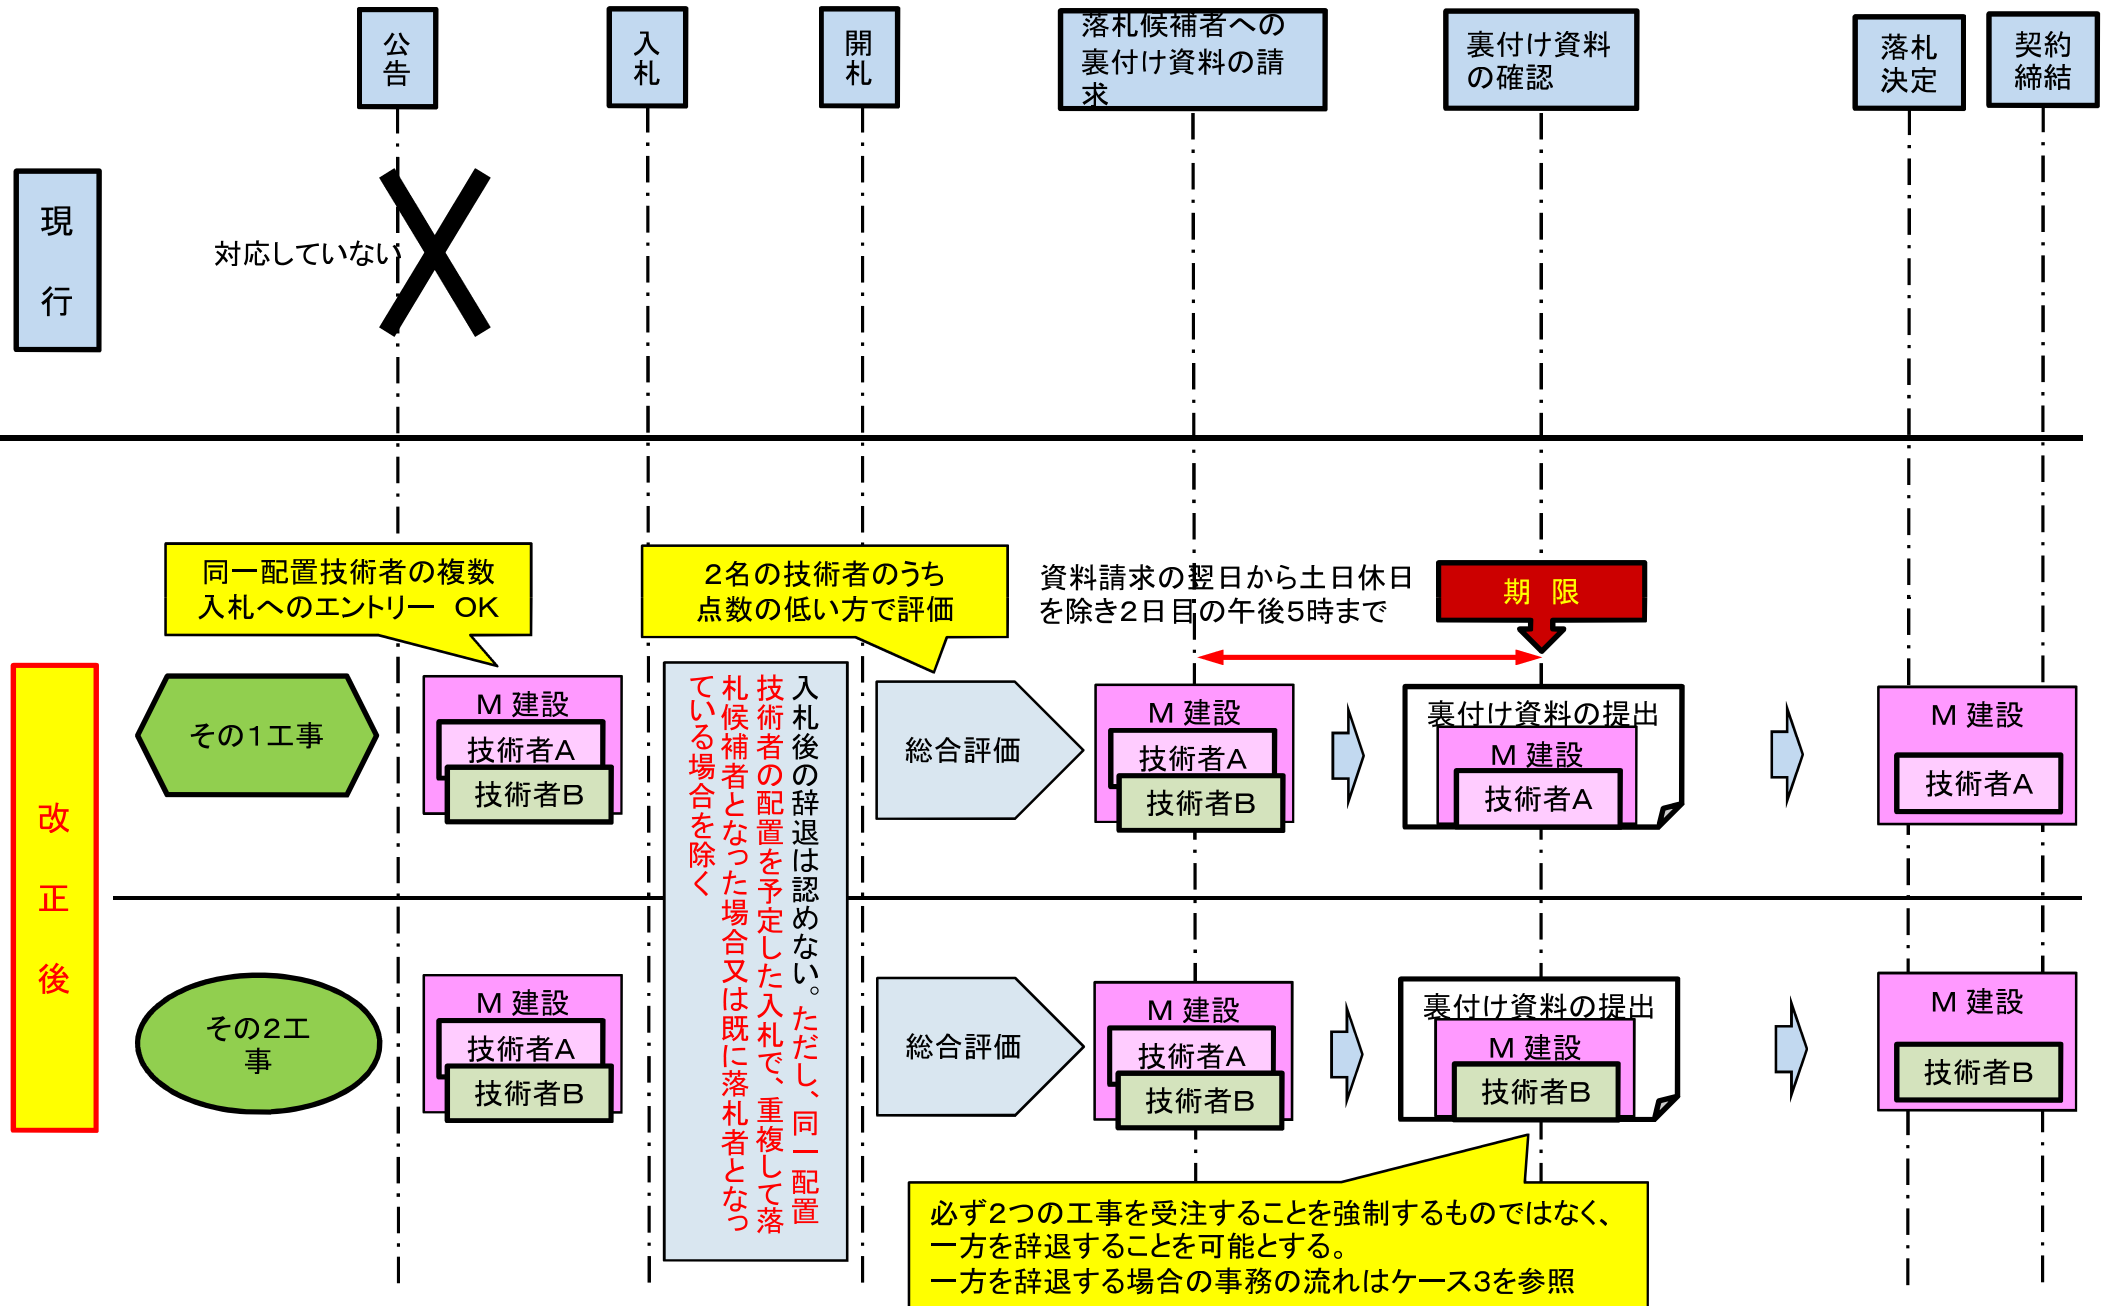 公
告
入
札
開
札
落札候補者への
裏付け資料の請
求
裏付け資料
の確認
落札
決定
契約
締結
現
行
対応していない
同一配置技術者の複数
入札へのエントリー　OK
2名の技術者のうち
点数の低い方で評価
資料請求の翌日から土日休日
を除き2日目の午後5時まで
期　限
改
正
後
その1工事
M 建設
技術者A
技術者B
入札後の辞退は認めない。ただし、同一配置
技術者の配置を予定した入札で、重複して落
札候補者となった場合又は既に落札者となっ
ている場合を除く
総合評価
M 建設
技術者A
技術者B
裏付け資料の提出
M 建設
技術者A
M 建設
技術者A
その2工
事
M 建設
技術者A
技術者B
総合評価
M 建設
技術者A
技術者B
裏付け資料の提出
M 建設
技術者B
M 建設
技術者B
必ず2つの工事を受注することを強制するものではなく、
一方を辞退することを可能とする。
一方を辞退する場合の事務の流れはケース3を参照